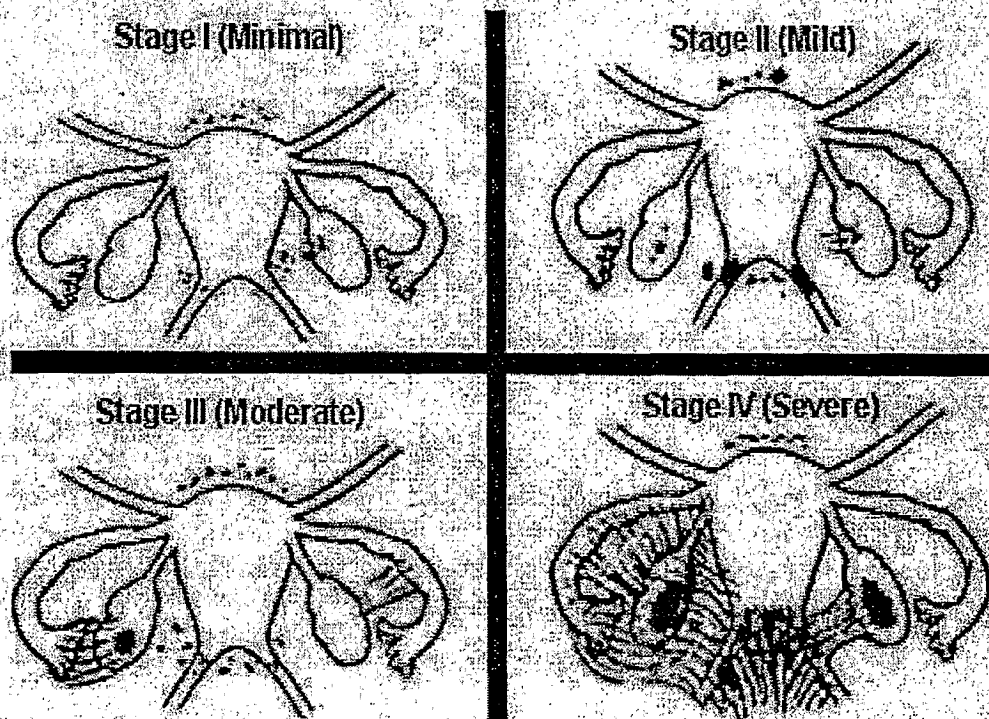 Stage I (Minimal)
Stage II (Mild)
Stage III (Moderate)
Stage IV (Severe)